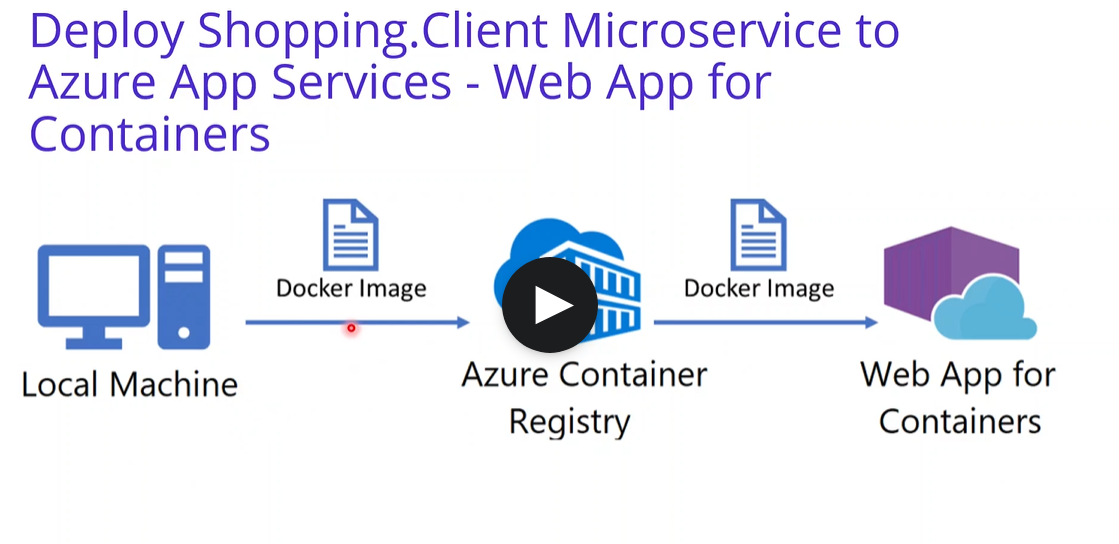 Deploy Shopping.Client Microservice to
Azure App Services - Web App for
Containers
Docker Image
Docker Image
Local Machine
Azure Container
Registry
Web App for
Containers